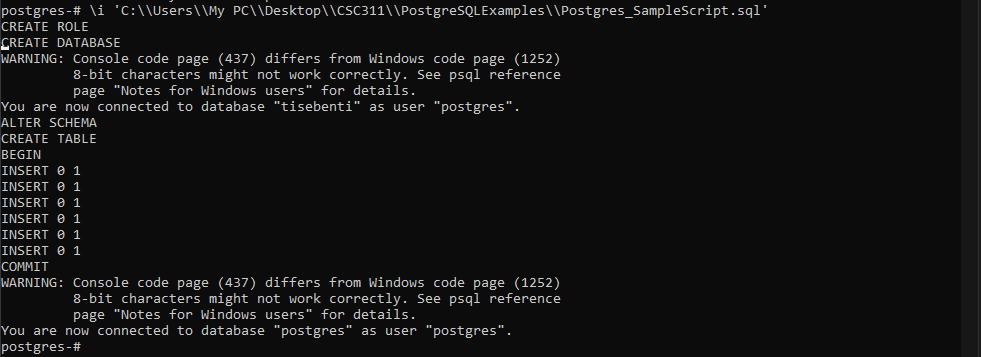 postgres-# \i 'C:\\Users\\My PC\\Desktop\\CSC311\\PostgreSQLExamples\\Postgres_SampleScript.sql'
CREATE ROLE
CREATE DATABASE
WARNING: Console code page (437) differs from Windows code page (1252)
         8-bit characters might not work correctly. See psql reference
         page "Notes for Windows users" for details.
You are now connected to database "tisebenti" as user "postgres".
ALTER SCHEMA
CREATE TABLE
BEGIN
INSERT 0 1
INSERT 0 1
INSERT 0 1
INSERT 0 1
INSERT 0 1
INSERT 0 1
COMMIT
WARNING: Console code page (437) differs from Windows code page (1252)
         8-bit characters might not work correctly. See psql reference
         page "Notes for Windows users" for details.
You are now connected to database "postgres" as user "postgres".
postgres-#